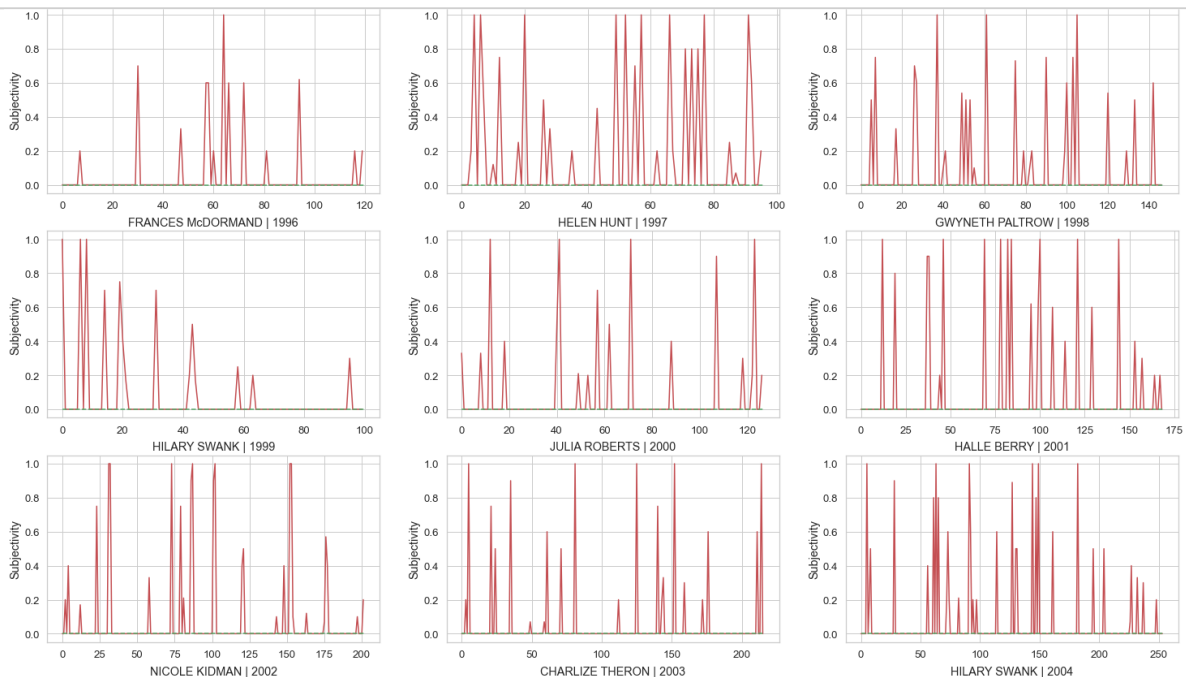 1.0
0.8
0.6
0.4
0.2
0.0
Subjectivity
0 20 40 60 80 100 120
FRANCES McDORMAND | 1996
1.0
0.8
0.6
0.4
0.2
0.0
Subjectivity
0 20 40 60 80 100
HELEN HUNT | 1997
1.0
0.8
0.6
0.4
0.2
0.0
Subjectivity
0 20 40 60 80 100 120 140
GWYNETH PALTROW | 1998
1.0
0.8
0.6
0.4
0.2
0.0
Subjectivity
0 20 40 60 80 100
HILARY SWANK | 1999
1.0
0.8
0.6
0.4
0.2
0.0
Subjectivity
0 20 40 60 80 100 120
JULIA ROBERTS | 2000
1.0
0.8
0.6
0.4
0.2
0.0
Subjectivity
0 25 50 75 100 125 150 175
HALLE BERRY | 2001
1.0
0.8
0.6
0.4
0.2
0.0
Subjectivity
0 25 50 75 100 125 150 175 200
NICOLE KIDMAN | 2002
1.0
0.8
0.6
0.4
0.2
0.0
Subjectivity
0 50 100 150 200
CHARLIZE THERON | 2003
1.0
0.8
0.6
0.4
0.2
0.0
Subjectivity
0 50 100 150 200 250
HILARY SWANK | 2004